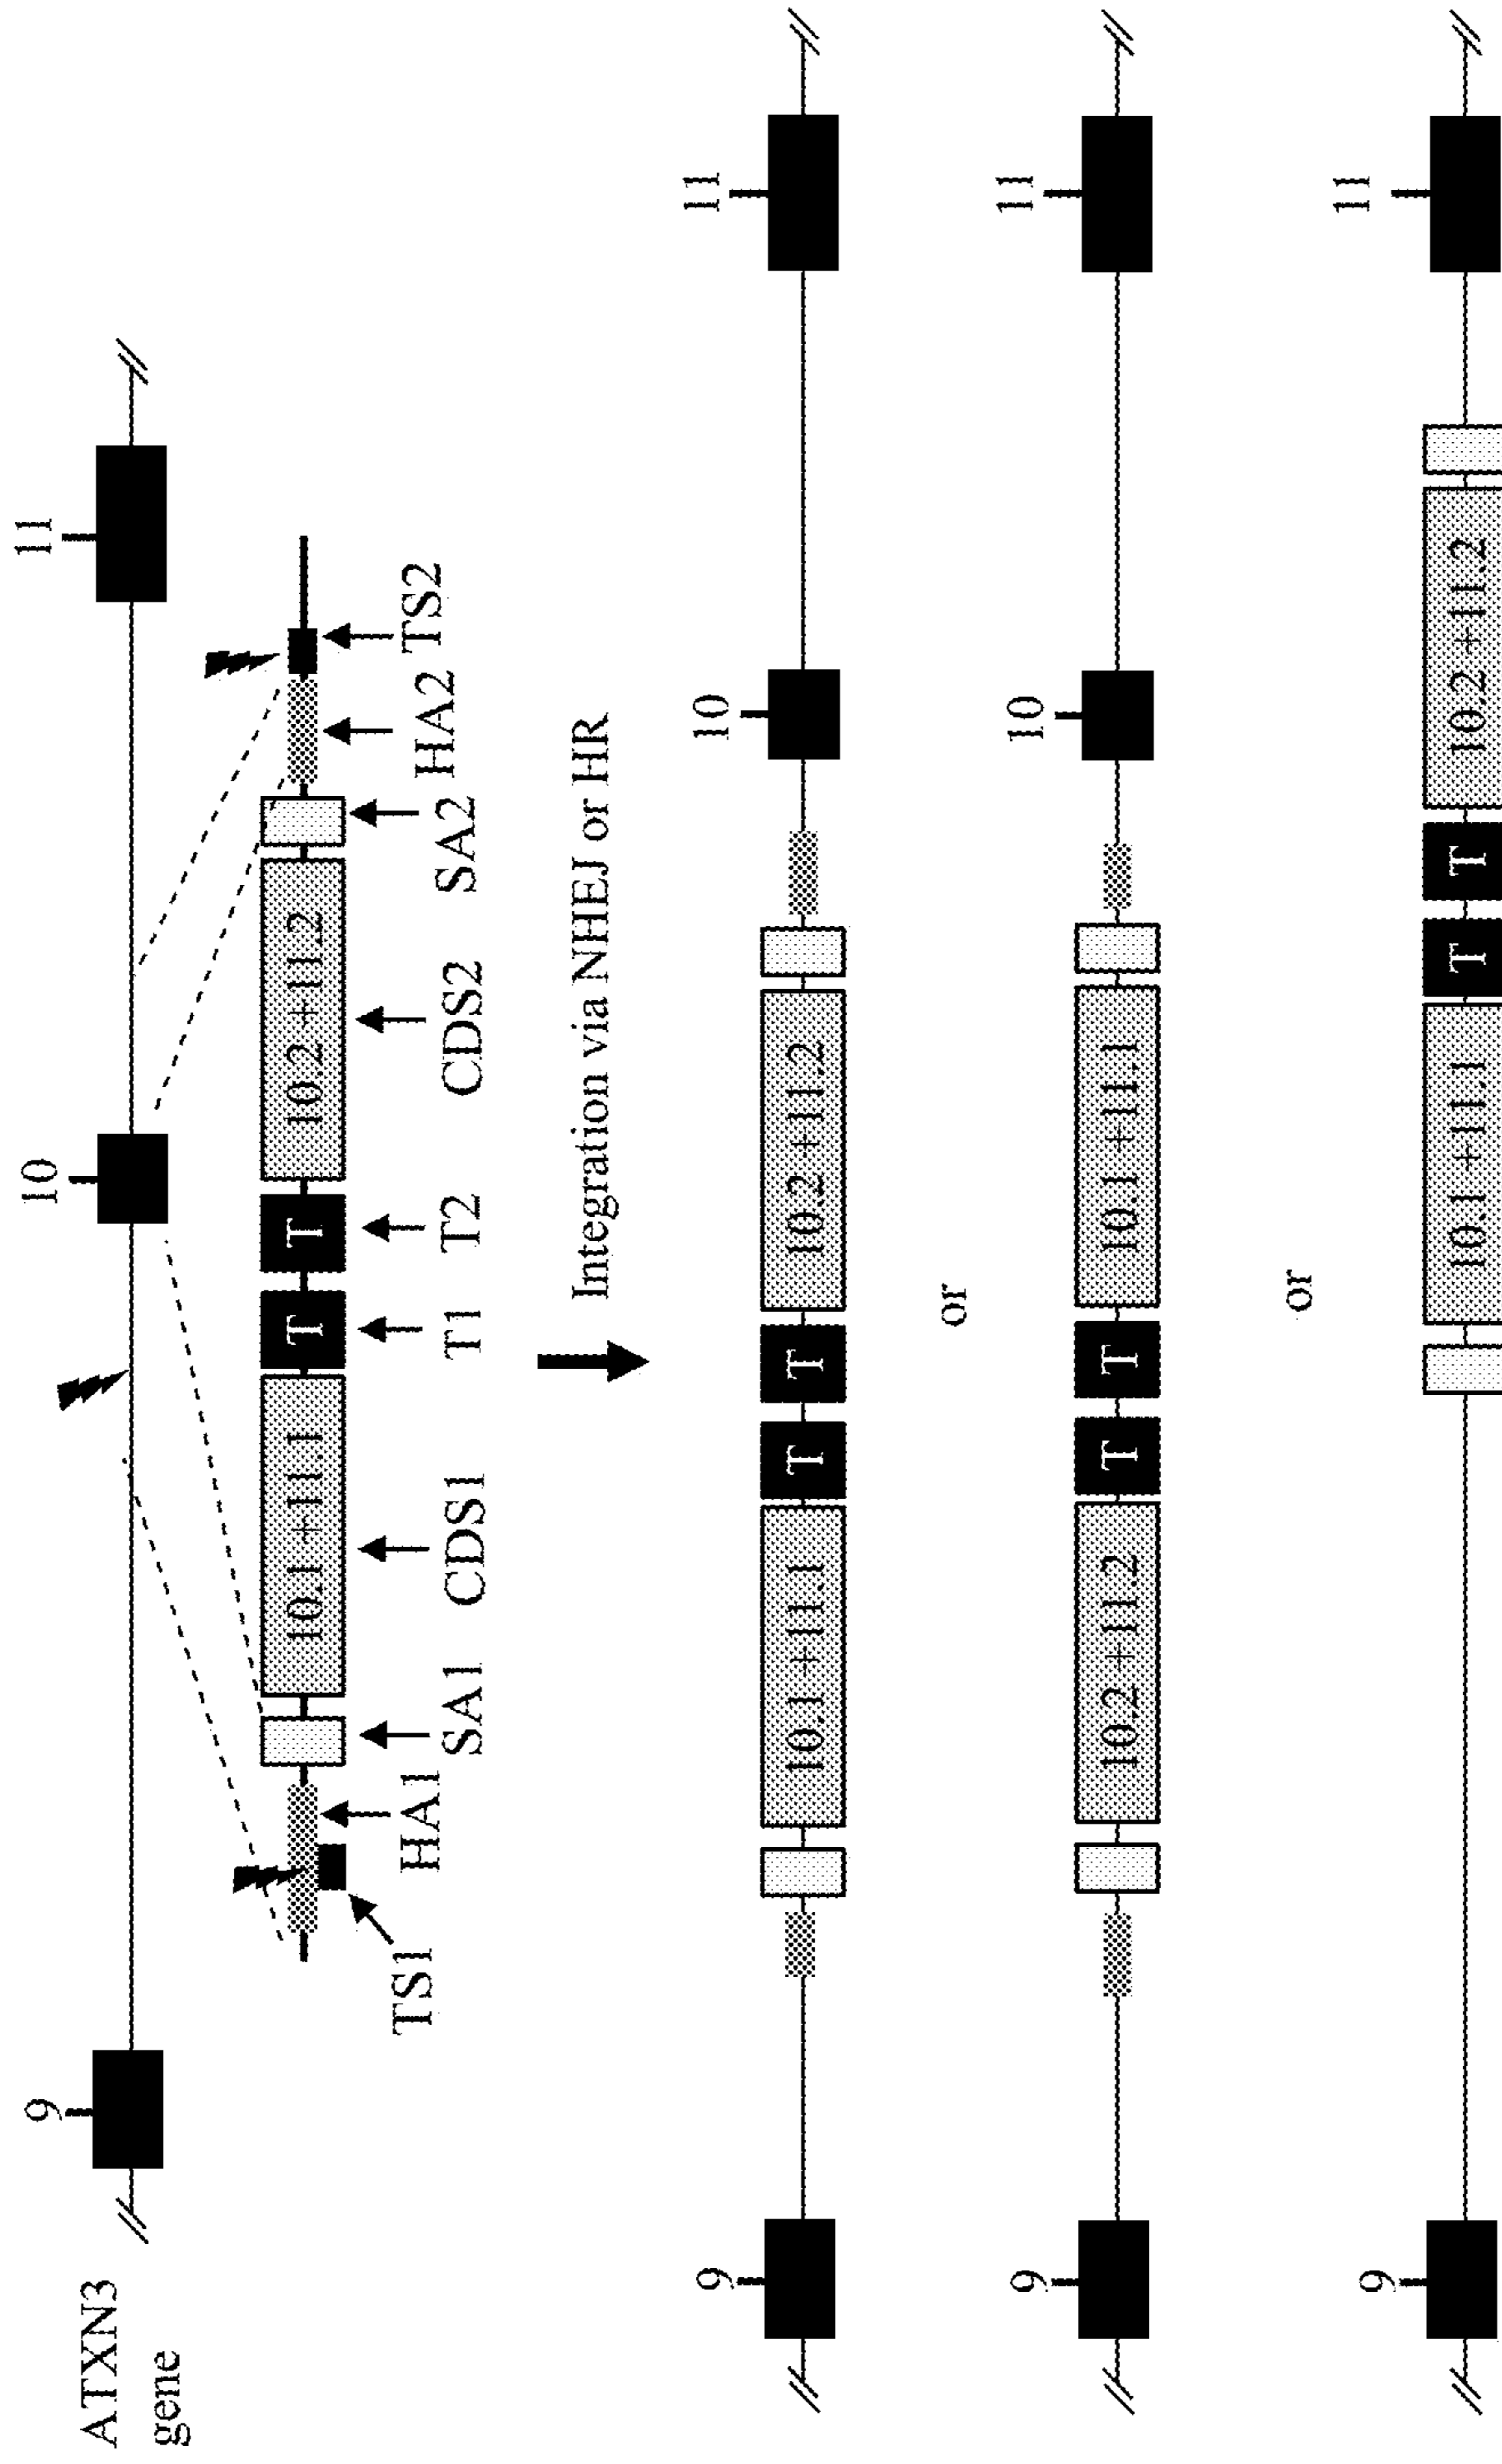 ATXN3
gene
9
10
11
10.1 +11.1
T
T
10.2 +11.2
TS1
HA1
SA1
CDS1
T1
T2
CDS2
SA2
HA2
TS2
Integration via NHEJ or HR
9
10
11
10.1 +11.1
T
T
10.2 +11.2
or
9
10
11
10.2 +11.2
T
T
10.1 +11.1
or
9
11
10.1 +11.1
T
T
10.2 +11.2